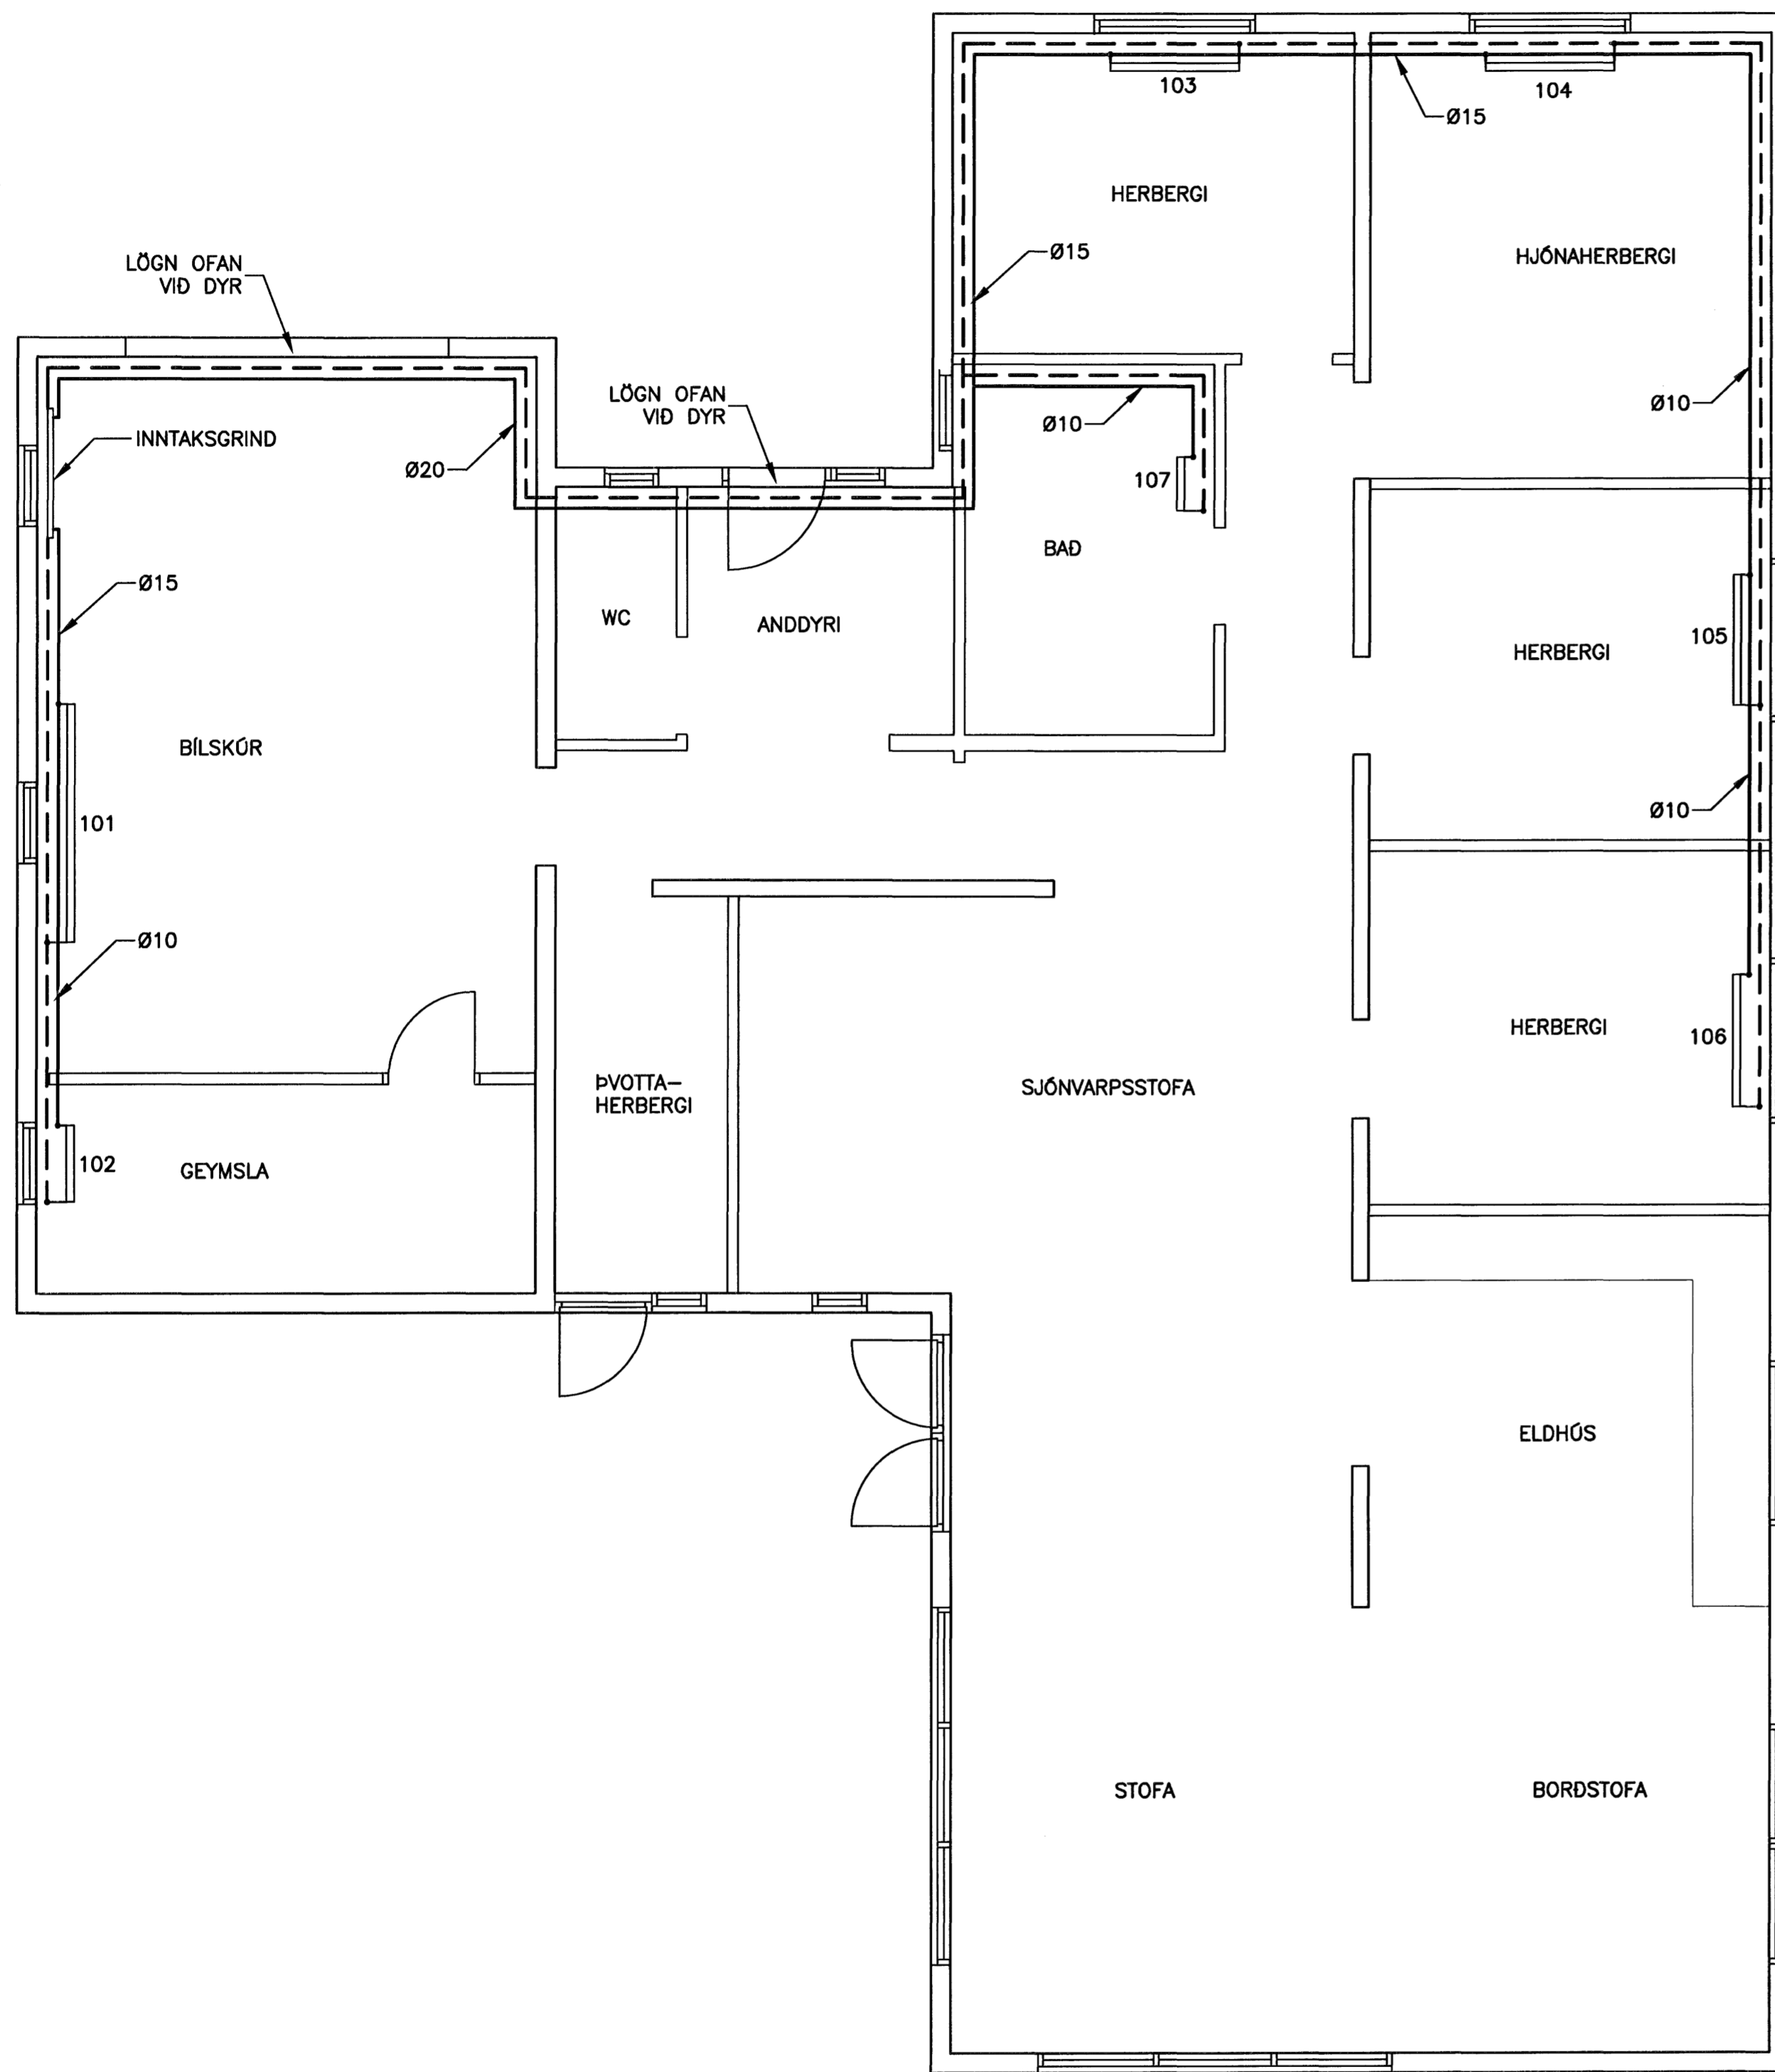 103
104
Ø15
HERBERGI
Ø15
HJÓNAHERBERGI
LÖGN OFAN
VIÐ DYR
LÖGN OFAN
VIÐ DYR
Ø10
Ø10
INNTAKSGRIND
Ø20
107
BAÐ
Ø15
WC
ANDDYRI
105
HERBERGI
BÍLSKÚR
101
Ø10
Ø10
HERBERGI
106
ÞVOTTA–
HERBERGI
SJÓNVARPSSTOFA
102
GEYMSLA
ELDHÚS
STOFA
BORÐSTOFA